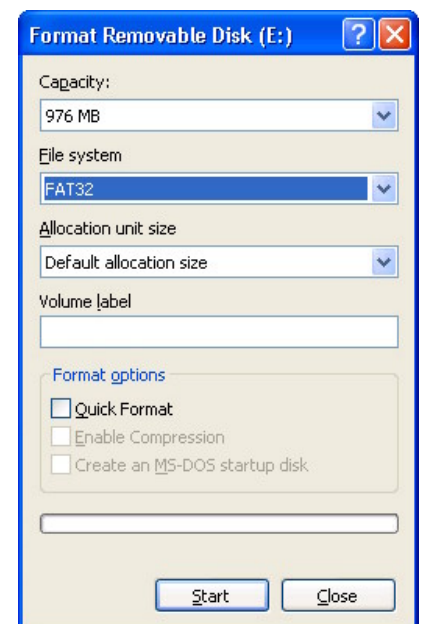 Format Removable Disk (E:)
Capacity:
976 MB
File system
FAT32
Allocation unit size
Default allocation size
Volume label
Format options
Quick Format
Enable Compression
Create an MS-DOS startup disk
Start Close